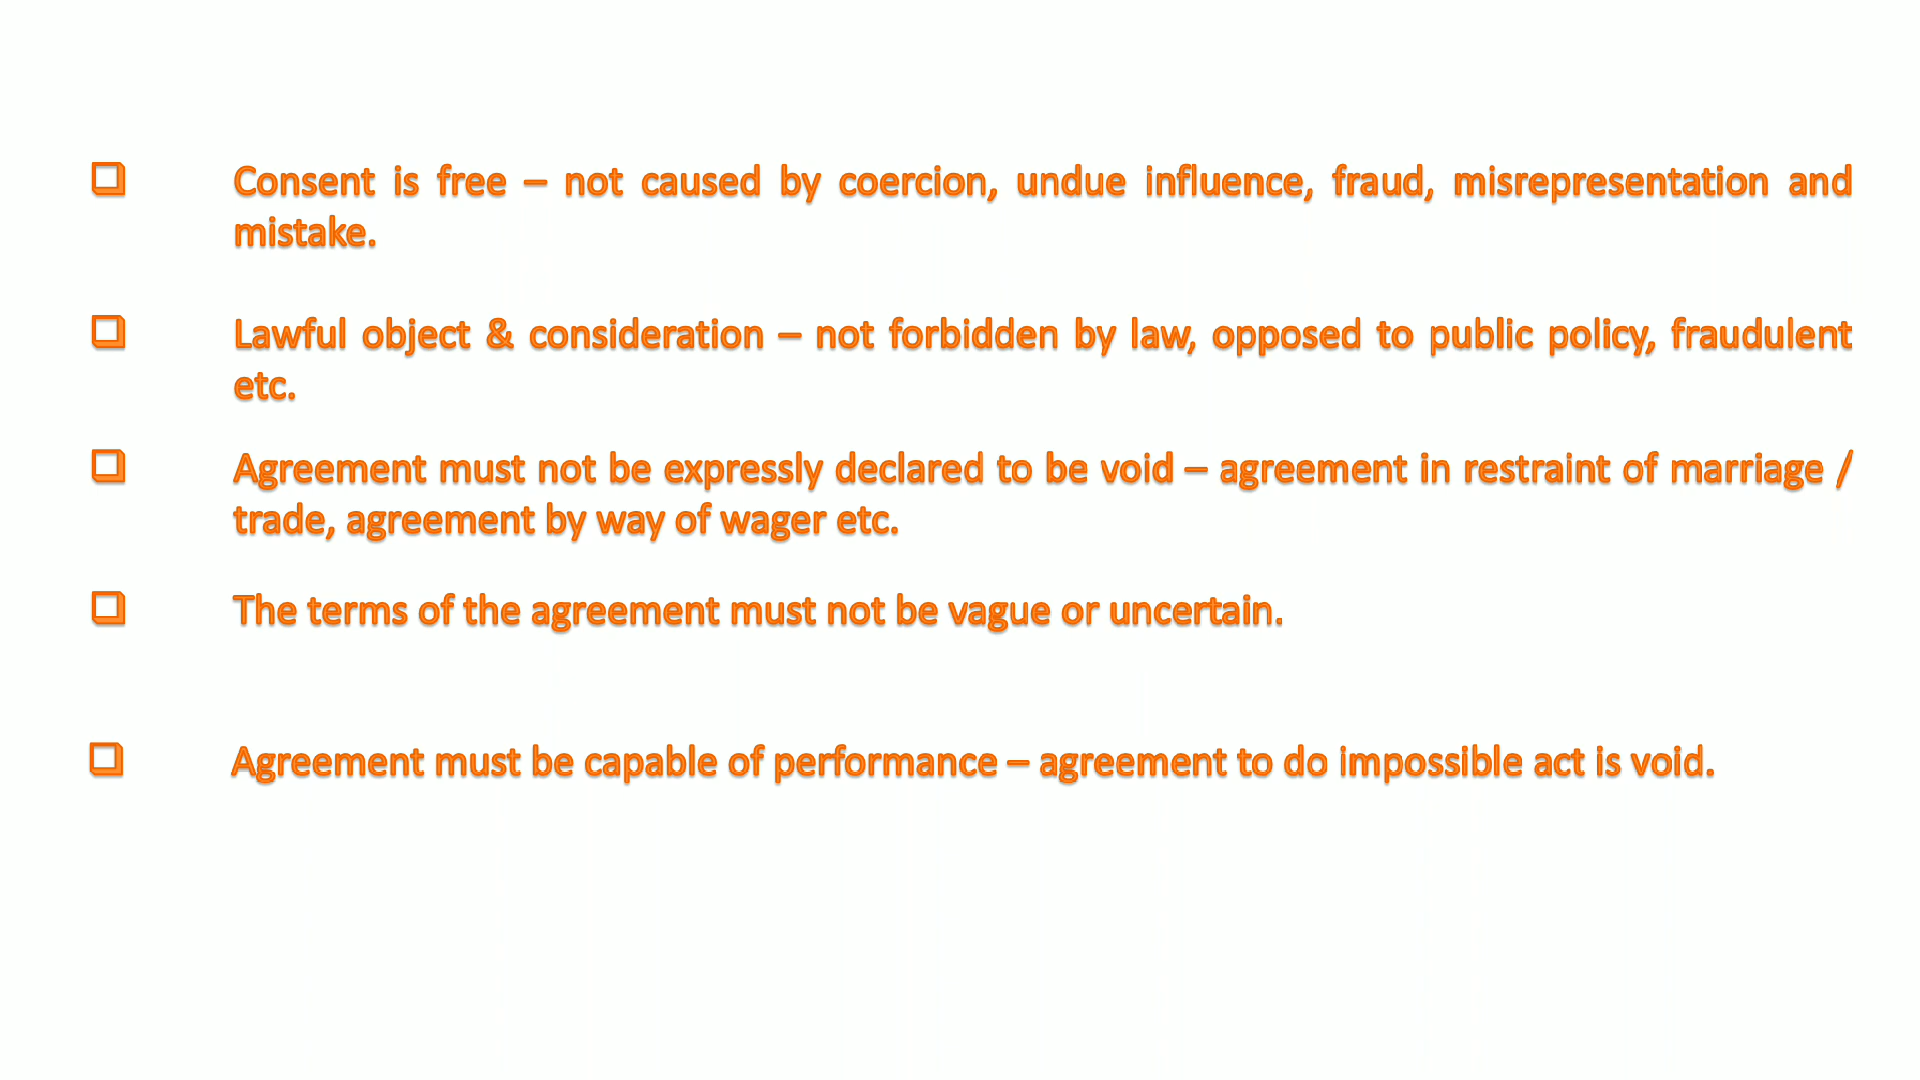 Consent is free – not caused by coercion, undue influence, fraud, misrepresentation and
mistake.
Lawful object & consideration – not forbidden by law, opposed to public policy, fraudulent
etc.
Agreement must not be expressly declared to be void – agreement in restraint of marriage /
trade, agreement by way of wager etc.
The terms of the agreement must not be vague or uncertain.
Agreement must be capable of performance – agreement to do impossible act is void.